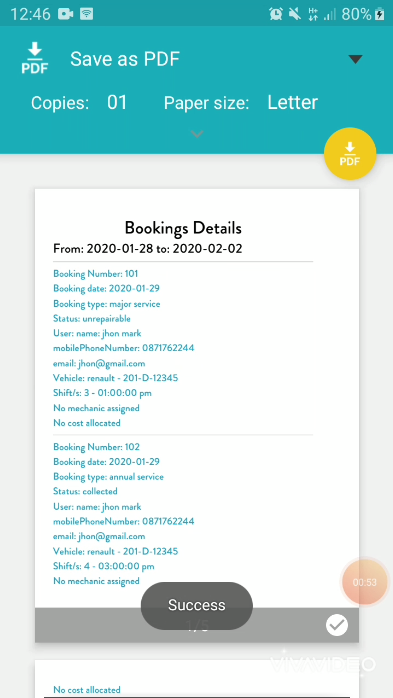 12:46 80%
PDF Save as PDF
Copies: 01 Paper size: Letter
PDF
Bookings Details
From: 2020-01-28 to: 2020-02-02
Booking Number: 101
Booking date: 2020-01-29
Booking type: major service
Status: unrepairable
User: name: jhon mark
mobilePhoneNumber: 0871762244
email: jhon@gmail.com
Vehicle: renault - 201-D-12345
Shift/s: 3 - 01:00:00 pm
No mechanic assigned
No cost allocated
Booking Number: 102
Booking date: 2020-01-29
Booking type: annual service
Status: collected
User: name: jhon mark
mobilePhoneNumber: 0871762244
email: jhon@gmail.com
Vehicle: renault - 201-D-12345
Shift/s: 4 - 03:00:00 pm
No mechanic assigned
00:53
Success
1/5
VIVAVIDEO
No cost allocated